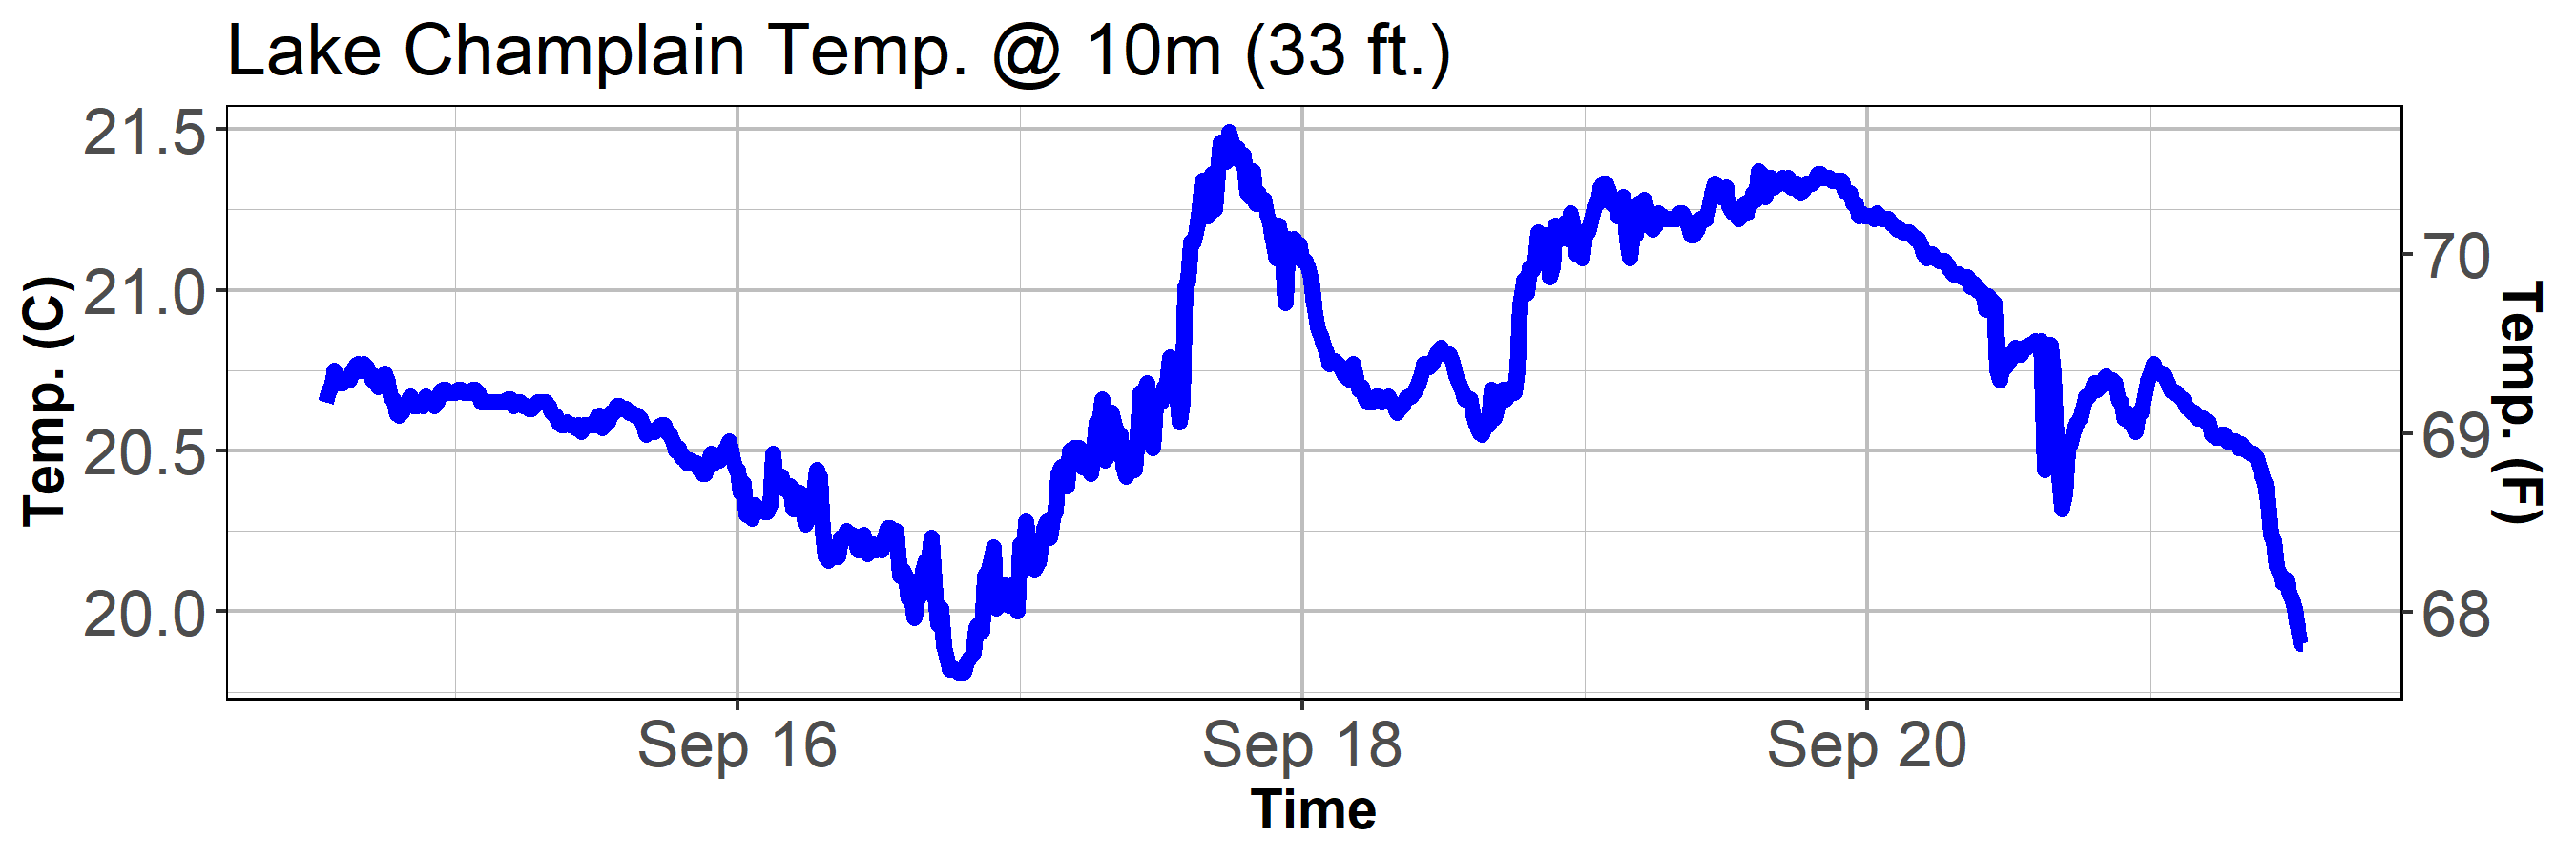 Lake Champlain Temp. @ 10m (33 ft.)
Temp. (C)
21.5
21.0
20.5
20.0
70
69
68
Temp. (F)
Sep 16
Sep 18
Sep 20
Time